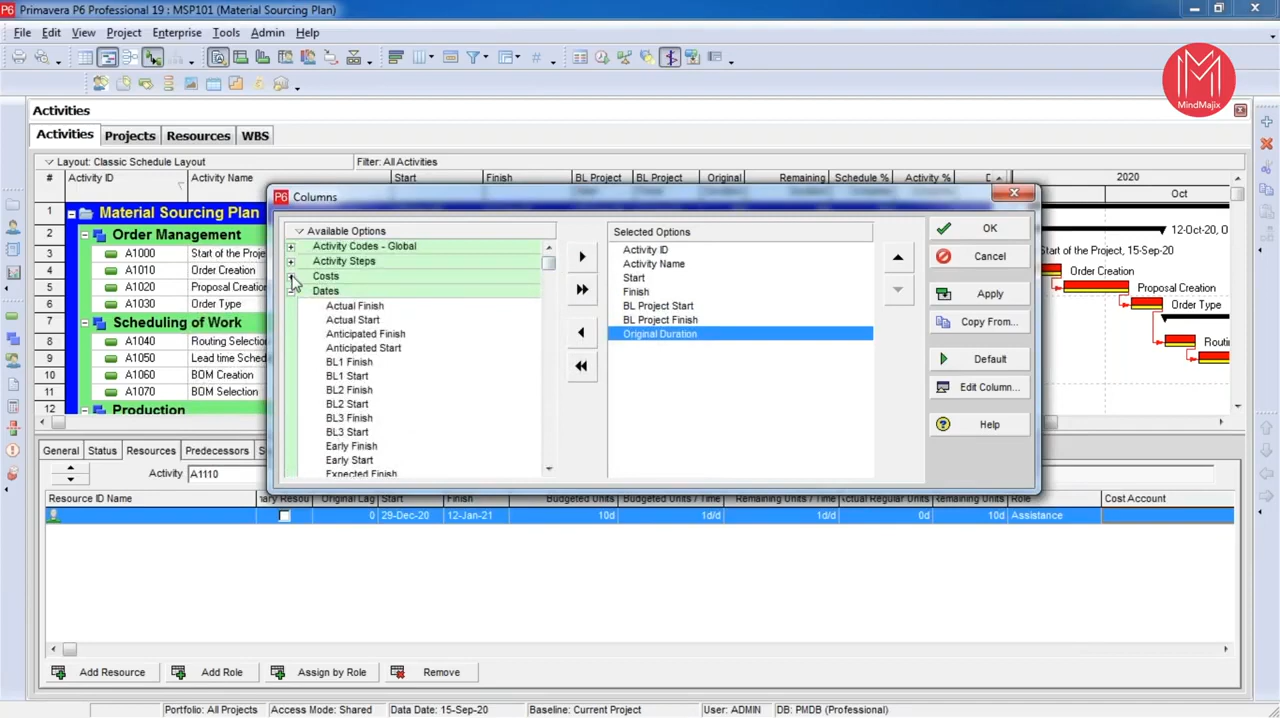 Primavera P6 Professional 19 : MSP101 (Material Sourcing Plan)
File Edit View Project Enterprise Tools Admin Help
MindMajix
Activities
Activities Projects Resources WBS
Layout: Classic Schedule Layout Filter: All Activities
# Activity ID Activity Name Start Finish BL Project BL Project Original Remaining Schedule % Activity % 2020
Oct
1 Material Sourcing Plan
2 Order Management 12-Oct-20, O
3 A1000 Start of the Project of the Project, 15-Sep-20
4 A1010 Order Creation Order Creation
5 A1020 Proposal Creation Proposal Creation
6 A1030 Order Type Order Type
7 Scheduling of Work
8 A1040 Routing Selection Routi
9 A1050 Lead time Sched Le
10 A1060 BOM Creation
11 A1070 BOM Selection
12 Production
Columns
Available Options
Activity Codes - Global
Activity Steps
Costs
Dates
Actual Finish
Actual Start
Anticipated Finish
Anticipated Start
BL1 Finish
BL1 Start
BL2 Finish
BL2 Start
BL3 Finish
BL3 Start
Early Finish
Early Start
Expected Finish
Selected Options
Activity ID
Activity Name
Start
Finish
BL Project Start
BL Project Finish
Original Duration
OK
Cancel
Apply
Copy From...
Default
Edit Column...
Help
General Status Resources Predecessors S
Activity A1110
Resource ID Name Original Lag Start Finish Budgeted Units Budgeted Units / Time Remaining Units / Time Actual Regular Units Remaining Units Role Cost Account
0 29-Dec-20 12-Jan-21 10d 1d/d 1d/d 0d 10d Assistance
Add Resource Add Role Assign by Role Remove
Portfolio: All Projects Access Mode: Shared Data Date: 15-Sep-20 Baseline: Current Project User: ADMIN DB: PMDB (Professional)